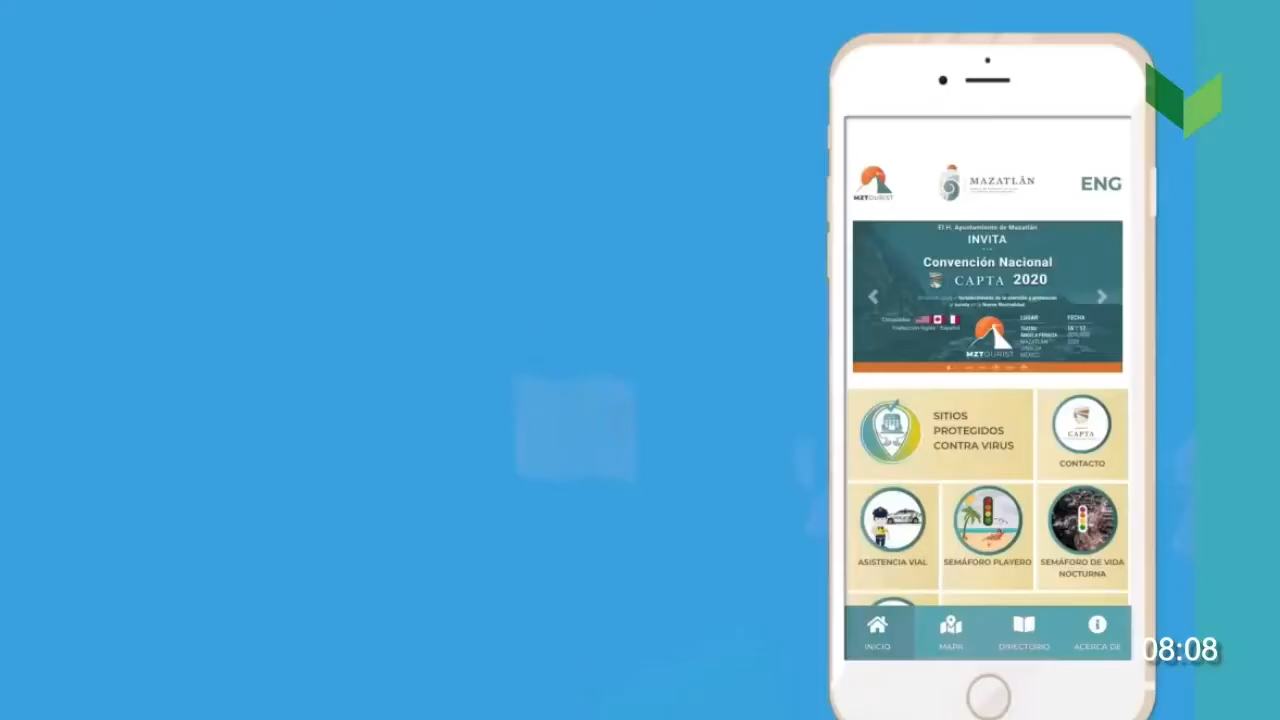 MZTOURIST
MAZATLÁN
ENG
El H. Ayuntamiento de Mazatlán
INVITA
Convención Nacional
CAPTA 2020
LUGAR
FECHA
MZTOURIST
SITIOS
PROTEGIDOS
CONTRA VIRUS
CAPTA
CONTACTO
ASISTENCIA VIAL
SEMÁFORO PLAYERO
SEMÁFORO DE VIDA
NOCTURNA
INICIO
MAPA
DIRECTORIO
ACERCA DE
08:08